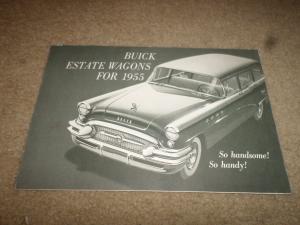 BUICK
ESTATE WAGONS
FOR 1955
So handsome!
So handy!